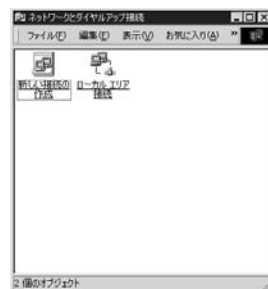 ネットワークとダイヤルアップ接続
ファイル(F) 編集(E) 表示(V) お気に入り(A) »
新しい接続の
作成
ローカル エリア
接続
2 個のオブジェクト